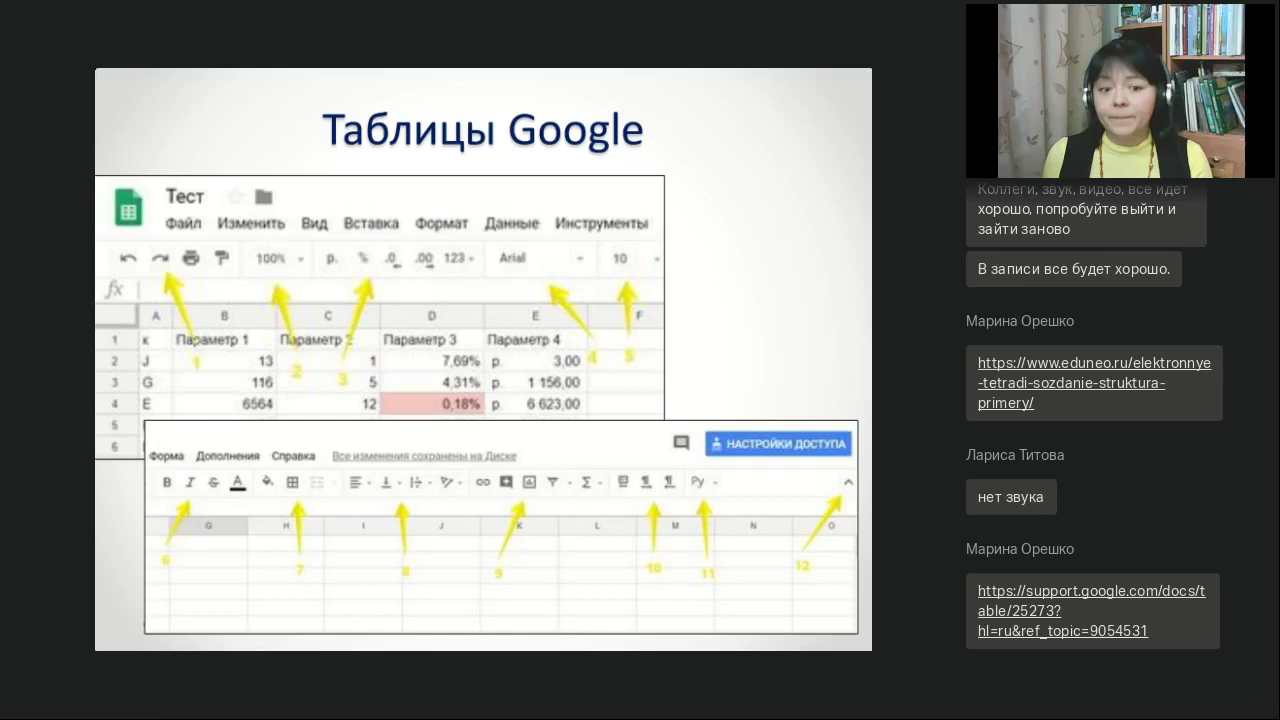 Таблицы Google
Тест
Файл Изменить Вид Вставка Формат Данные Инструменты
100% р. % .0 .00 123 Arial 10
fx
A B C D E F
1 к Параметр 1 Параметр 2 Параметр 3 Параметр 4
2 J 13 1 7,69% р. 3,00
3 G 116 5 4,31% р. 1 156,00
4 E 6564 12 0,18% р. 6 623,00
5
6
1 2 3 4 5
НАСТРОЙКИ ДОСТУПА
Форма Дополнения Справка Все изменения сохранены на Диске
B I S A Σ Ру
G H I J K L M N O
6 7 8 9 10 11 12
Коллеги, звук, видео, все идет
хорошо, попробуйте выйти и
зайти заново
В записи все будет хорошо.
Марина Орешко
https://www.eduneo.ru/elektronnye
-tetradi-sozdanie-struktura-
primery/
Лариса Титова
нет звука
Марина Орешко
https://support.google.com/docs/t
able/25273?
hl=ru&ref_topic=9054531